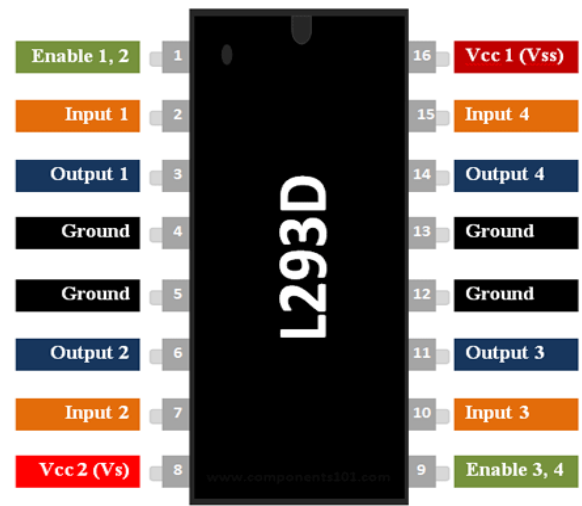 Enable 1, 2 1 16 Vcc 1 (Vss)
Input 1 2 15 Input 4
Output 1 3 14 Output 4
Ground 4 13 Ground
L293D
Ground 5 12 Ground
Output 2 6 11 Output 3
Input 2 7 10 Input 3
Vcc 2 (Vs) 8 9 Enable 3, 4
www.components101.com